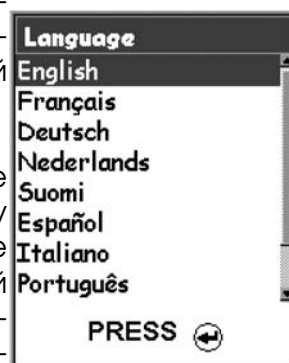 Language
English
Français
Deutsch
Nederlands
Suomi
Español
Italiano
Português
PRESS